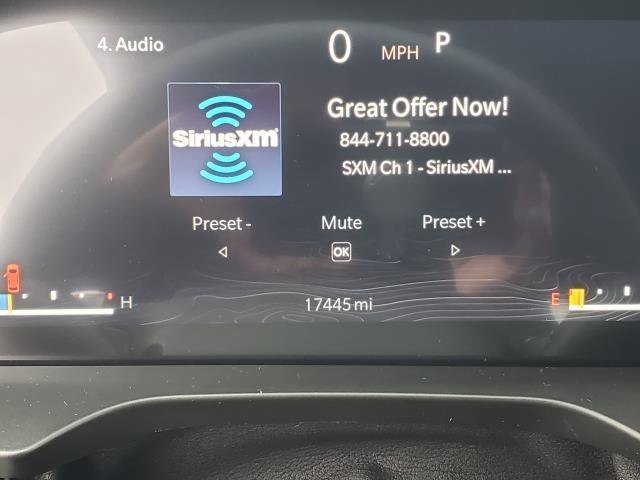 4. Audio
0 MPH P
SiriusXM
Great Offer Now!
844-711-8800
SXM Ch 1 - SiriusXM ...
Preset - Mute Preset +
OK
H 17445 mi E